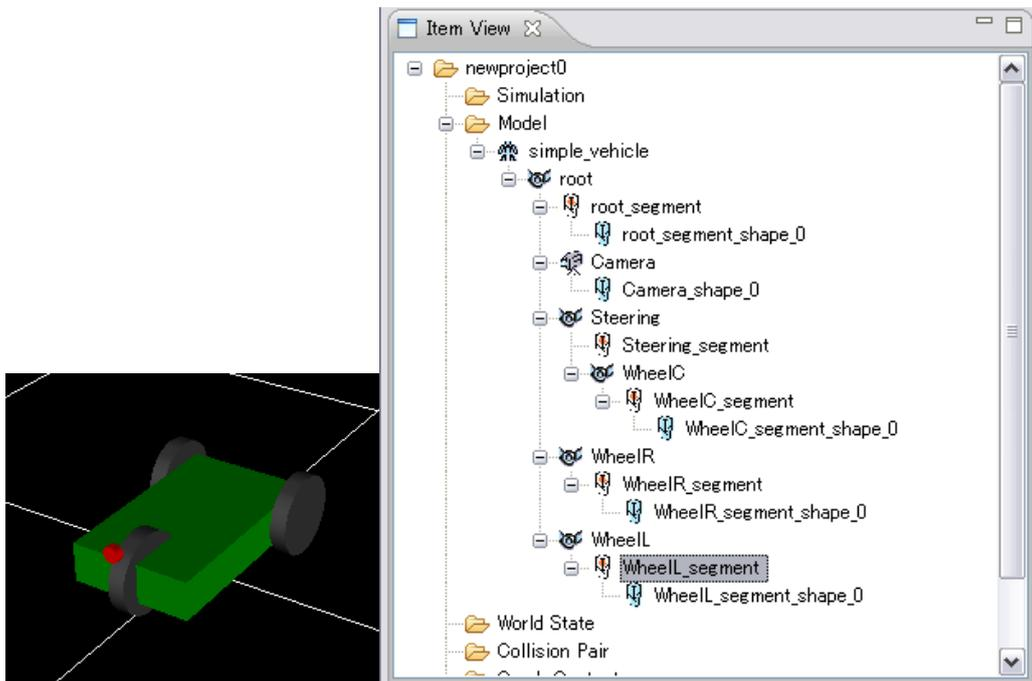 Item View
newproject0
Simulation
Model
simple_vehicle
root
root_segment
root_segment_shape_0
Camera
Camera_shape_0
Steering
Steering_segment
WheelC
WheelC_segment
WheelC_segment_shape_0
WheelR
WheelR_segment
WheelR_segment_shape_0
WheelL
WheelL_segment
WheelL_segment_shape_0
World State
Collision Pair